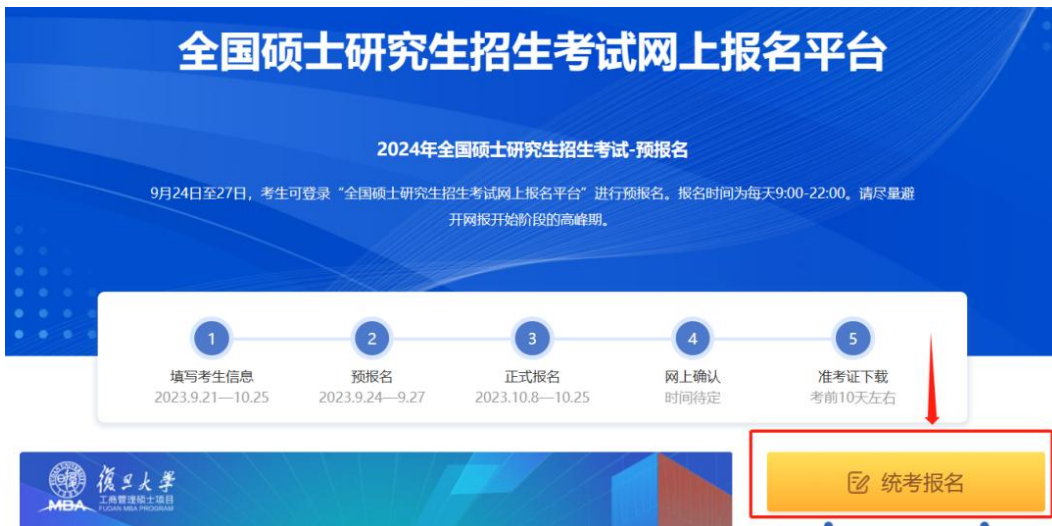 全国硕士研究生招生考试网上报名平台
2024年全国硕士研究生招生考试-预报名
9月24日至27日，考生可登录“全国硕士研究生招生考试网上报名平台”进行预报名。报名时间为每天9:00-22:00。请尽量避
开网报开始阶段的高峰期。
1 2 3 4 5
填写考生信息 预报名 正式报名 网上确认 准考证下载
2023.9.21—10.25 2023.9.24—9.27 2023.10.8—10.25 时间待定 考前10天左右
復旦大学
工商管理硕士项目
MBA FUDAN MBA PROGRAM
统考报名